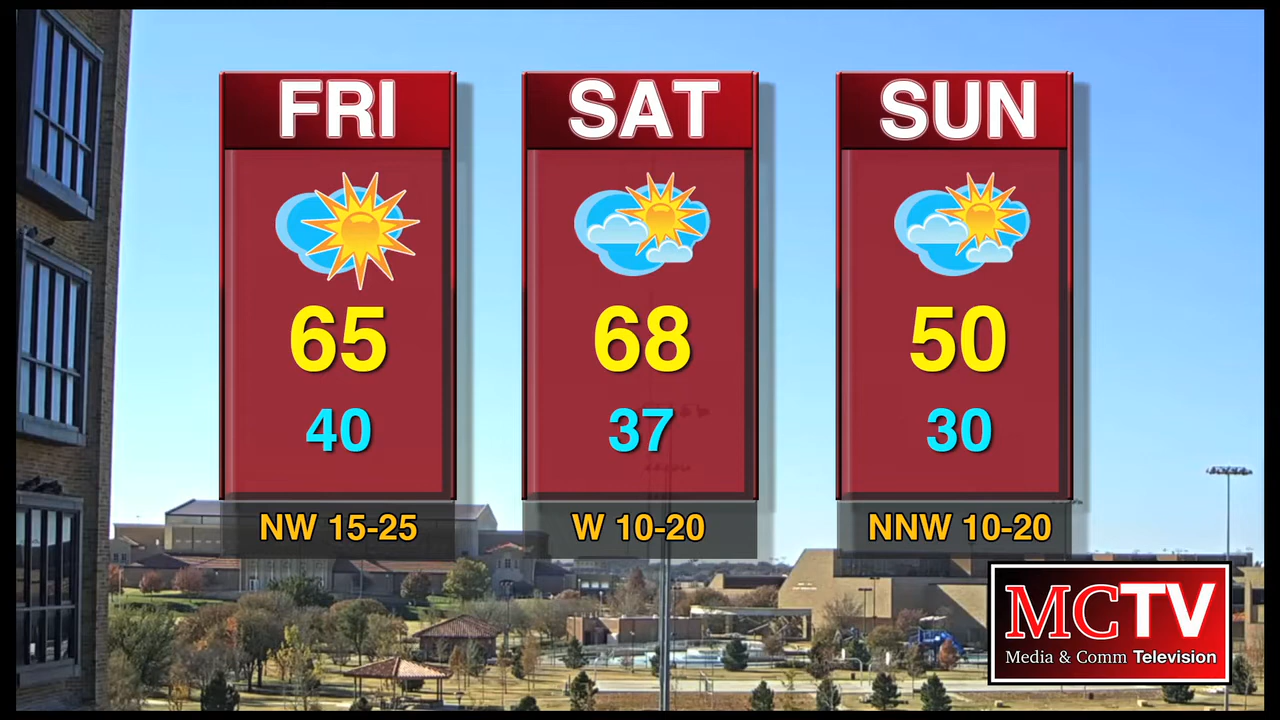 FRI
65
40
NW 15-25
SAT
68
37
W 10-20
SUN
50
30
NNW 10-20
MCTV
Media & Comm Television